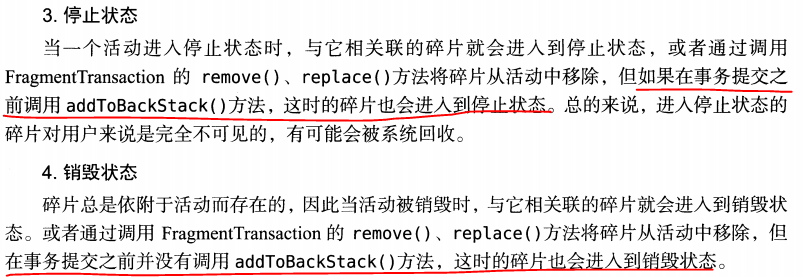 3. 停止状态
当一个活动进入停止状态时，与它相关联的碎片就会进入到停止状态，或者通过调用
FragmentTransaction 的 remove()、replace()方法将碎片从活动中移除，但如果在事务提交之
前调用 addToBackStack()方法，这时的碎片也会进入到停止状态。总的来说，进入停止状态的
碎片对用户来说是完全不可见的，有可能会被系统回收。
4. 销毁状态
碎片总是依附于活动而存在的，因此当活动被销毁时，与它相关联的碎片就会进入到销毁状
态。或者通过调用 FragmentTransaction 的 remove()、replace()方法将碎片从活动中移除，但
在事务提交之前并没有调用 addToBackStack()方法，这时的碎片也会进入到销毁状态。